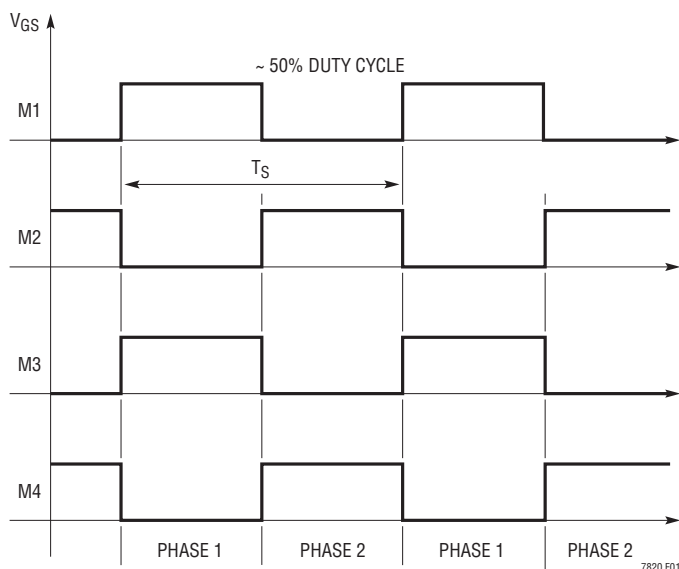 VGS
~ 50% DUTY CYCLE
M1
TS
M2
M3
M4
PHASE 1 PHASE 2 PHASE 1 PHASE 2
7820 F01